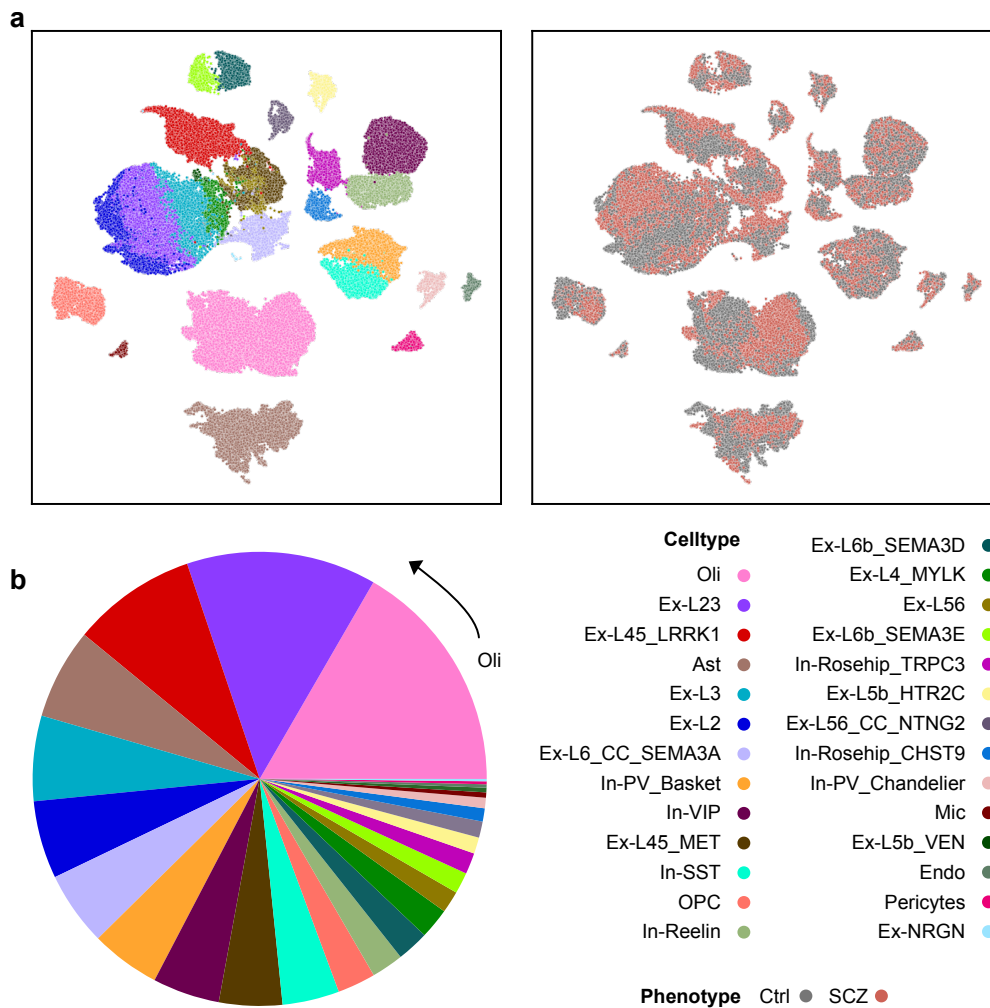 a
b
Oli
Celltype
Oli
Ex-L23
Ex-L45_LRRK1
Ast
Ex-L3
Ex-L2
Ex-L6_CC_SEMA3A
In-PV_Basket
In-VIP
Ex-L45_MET
In-SST
OPC
In-Reelin
Ex-L6b_SEMA3D
Ex-L4_MYLK
Ex-L56
Ex-L6b_SEMA3E
In-Rosehip_TRPC3
Ex-L5b_HTR2C
Ex-L56_CC_NTNG2
In-Rosehip_CHST9
In-PV_Chandelier
Mic
Ex-L5b_VEN
Endo
Pericytes
Ex-NRGN
Phenotype Ctrl SCZ